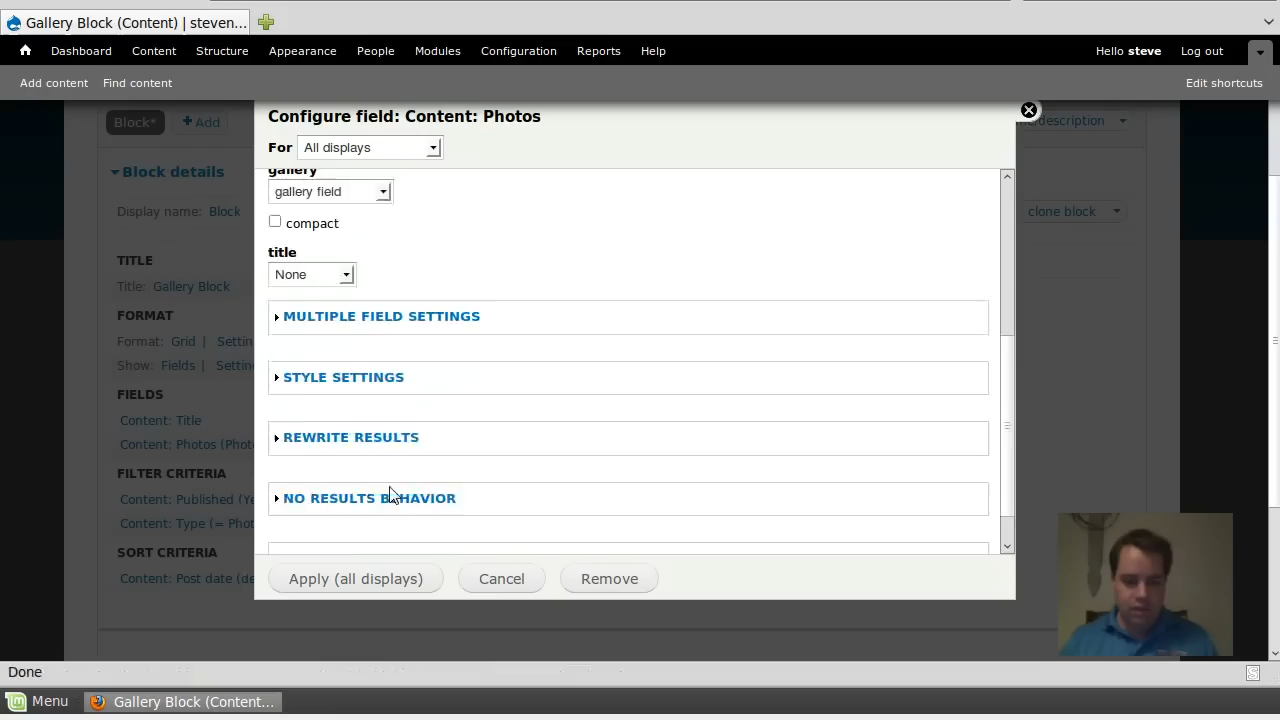 Gallery Block (Content) | steven...
Dashboard Content Structure Appearance People Modules Configuration Reports Help Hello steve Log out
Add content Find content Edit shortcuts
Configure field: Content: Photos
Block* + Add
For All displays
Block details
gallery
gallery field
Display name: Block
clone block
compact
title
TITLE
None
Title: Gallery Block
FORMAT
MULTIPLE FIELD SETTINGS
Format: Grid |
Show: Fields |
STYLE SETTINGS
FIELDS
Content: Title
REWRITE RESULTS
Content: Photos
FILTER CRITERIA
Content: Published
NO RESULTS BEHAVIOR
Content: Type (=
SORT CRITERIA
Content: Post date
Apply (all displays) Cancel Remove
Done
Menu Gallery Block (Content...